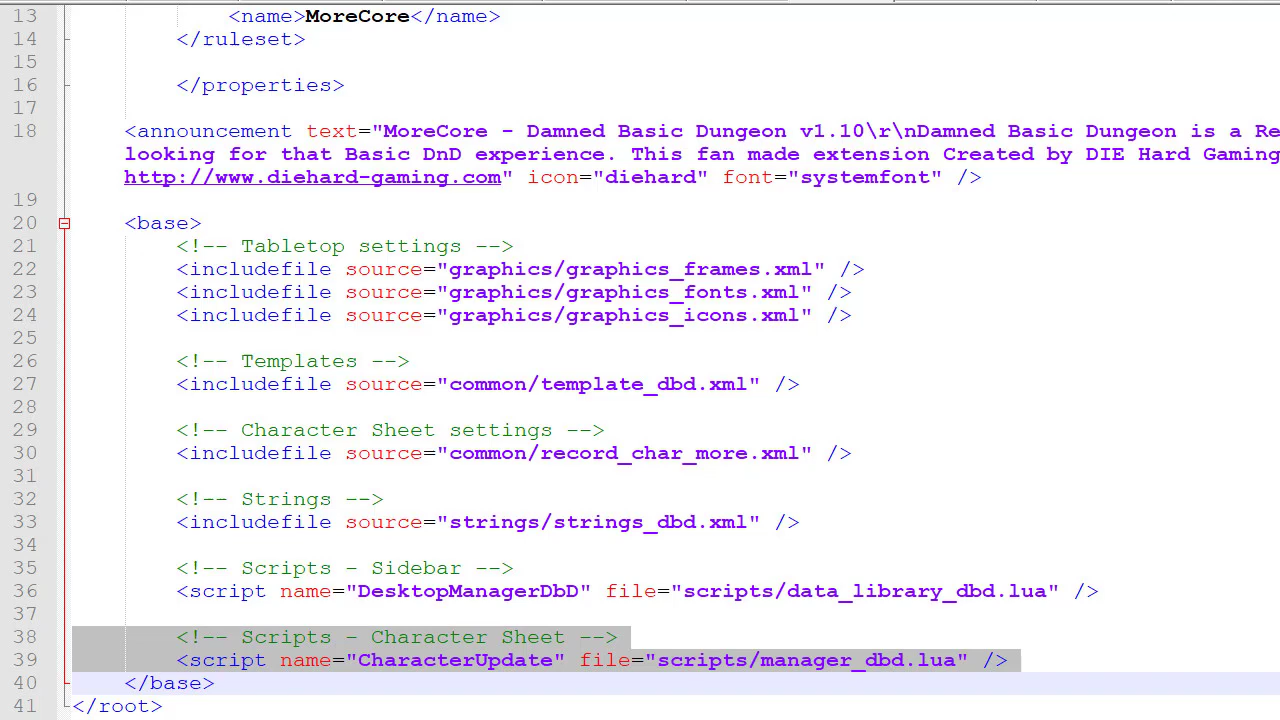 13 <name>MoreCore</name>
14 </ruleset>
15
16 </properties>
17
18 <announcement text="MoreCore - Damned Basic Dungeon v1.10\r\nDamned Basic Dungeon is a Re
looking for that Basic DnD experience. This fan made extension Created by DIE Hard Gaming
http://www.diehard-gaming.com" icon="diehard" font="systemfont" />
19
20 <base>
21 <!-- Tabletop settings -->
22 <includefile source="graphics/graphics_frames.xml" />
23 <includefile source="graphics/graphics_fonts.xml" />
24 <includefile source="graphics/graphics_icons.xml" />
25
26 <!-- Templates -->
27 <includefile source="common/template_dbd.xml" />
28
29 <!-- Character Sheet settings -->
30 <includefile source="common/record_char_more.xml" />
31
32 <!-- Strings -->
33 <includefile source="strings/strings_dbd.xml" />
34
35 <!-- Scripts - Sidebar -->
36 <script name="DesktopManagerDbD" file="scripts/data_library_dbd.lua" />
37
38 <!-- Scripts - Character Sheet -->
39 <script name="CharacterUpdate" file="scripts/manager_dbd.lua" />
40 </base>
41 </root>